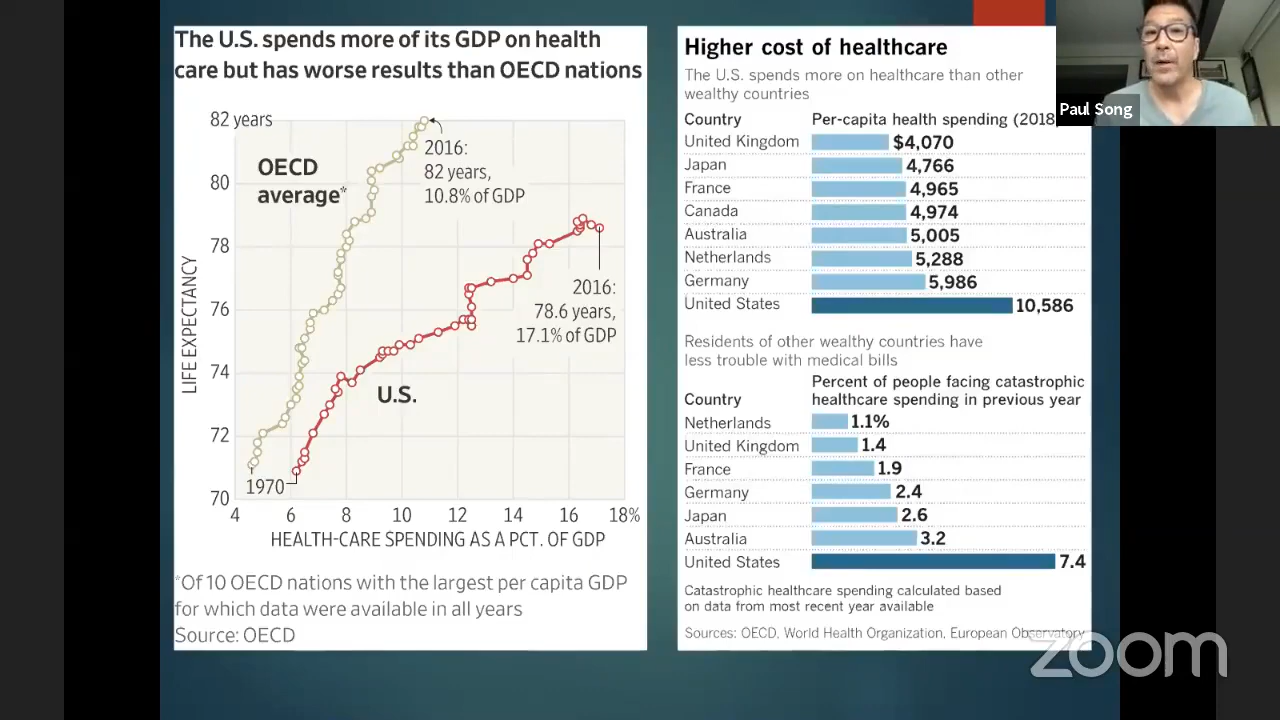 The U.S. spends more of its GDP on health
care but has worse results than OECD nations
82 years
80
78
76
74
72
70
LIFE EXPECTANCY
OECD
average*
2016:
82 years,
10.8% of GDP
2016:
78.6 years,
17.1% of GDP
U.S.
1970
4 6 8 10 12 14 16 18%
HEALTH-CARE SPENDING AS A PCT. OF GDP
*Of 10 OECD nations with the largest per capita GDP
for which data were available in all years
Source: OECD
Higher cost of healthcare
The U.S. spends more on healthcare than other
wealthy countries
Country Per-capita health spending (2018
United Kingdom $4,070
Japan 4,766
France 4,965
Canada 4,974
Australia 5,005
Netherlands 5,288
Germany 5,986
United States 10,586
Residents of other wealthy countries have
less trouble with medical bills
Percent of people facing catastrophic
Country healthcare spending in previous year
Netherlands 1.1%
United Kingdom 1.4
France 1.9
Germany 2.4
Japan 2.6
Australia 3.2
United States 7.4
Catastrophic healthcare spending calculated based
on data from most recent year available
Sources: OECD, World Health Organization, European Observatory
Paul Song
zoom